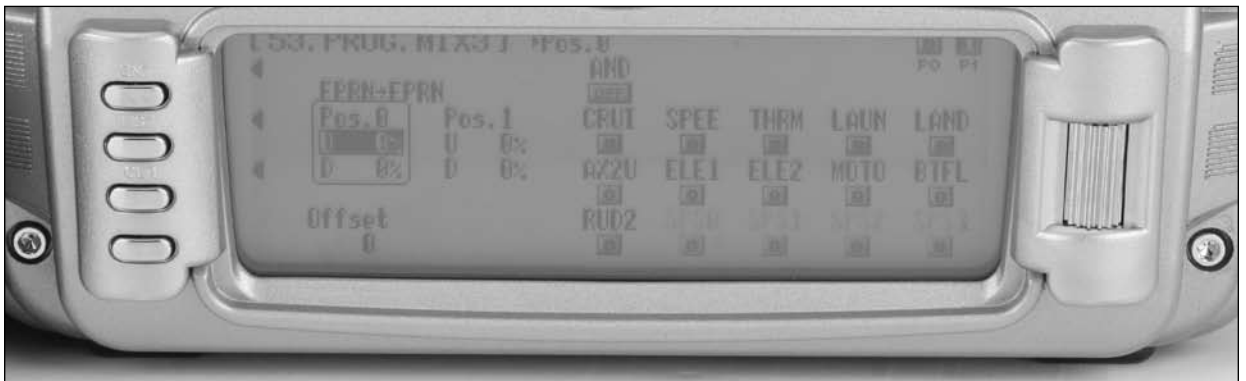 [53.PROG.MIX3] Pos.0
P0 P1
AND
EPRN→EPRN OFF
Pos.0 Pos.1 CRUI SPEE THRM LAUN LAND
U 0% U 0%
D 0% D 0% AX2U ELE1 ELE2 MOTO BTFL
Offset RUD2
0